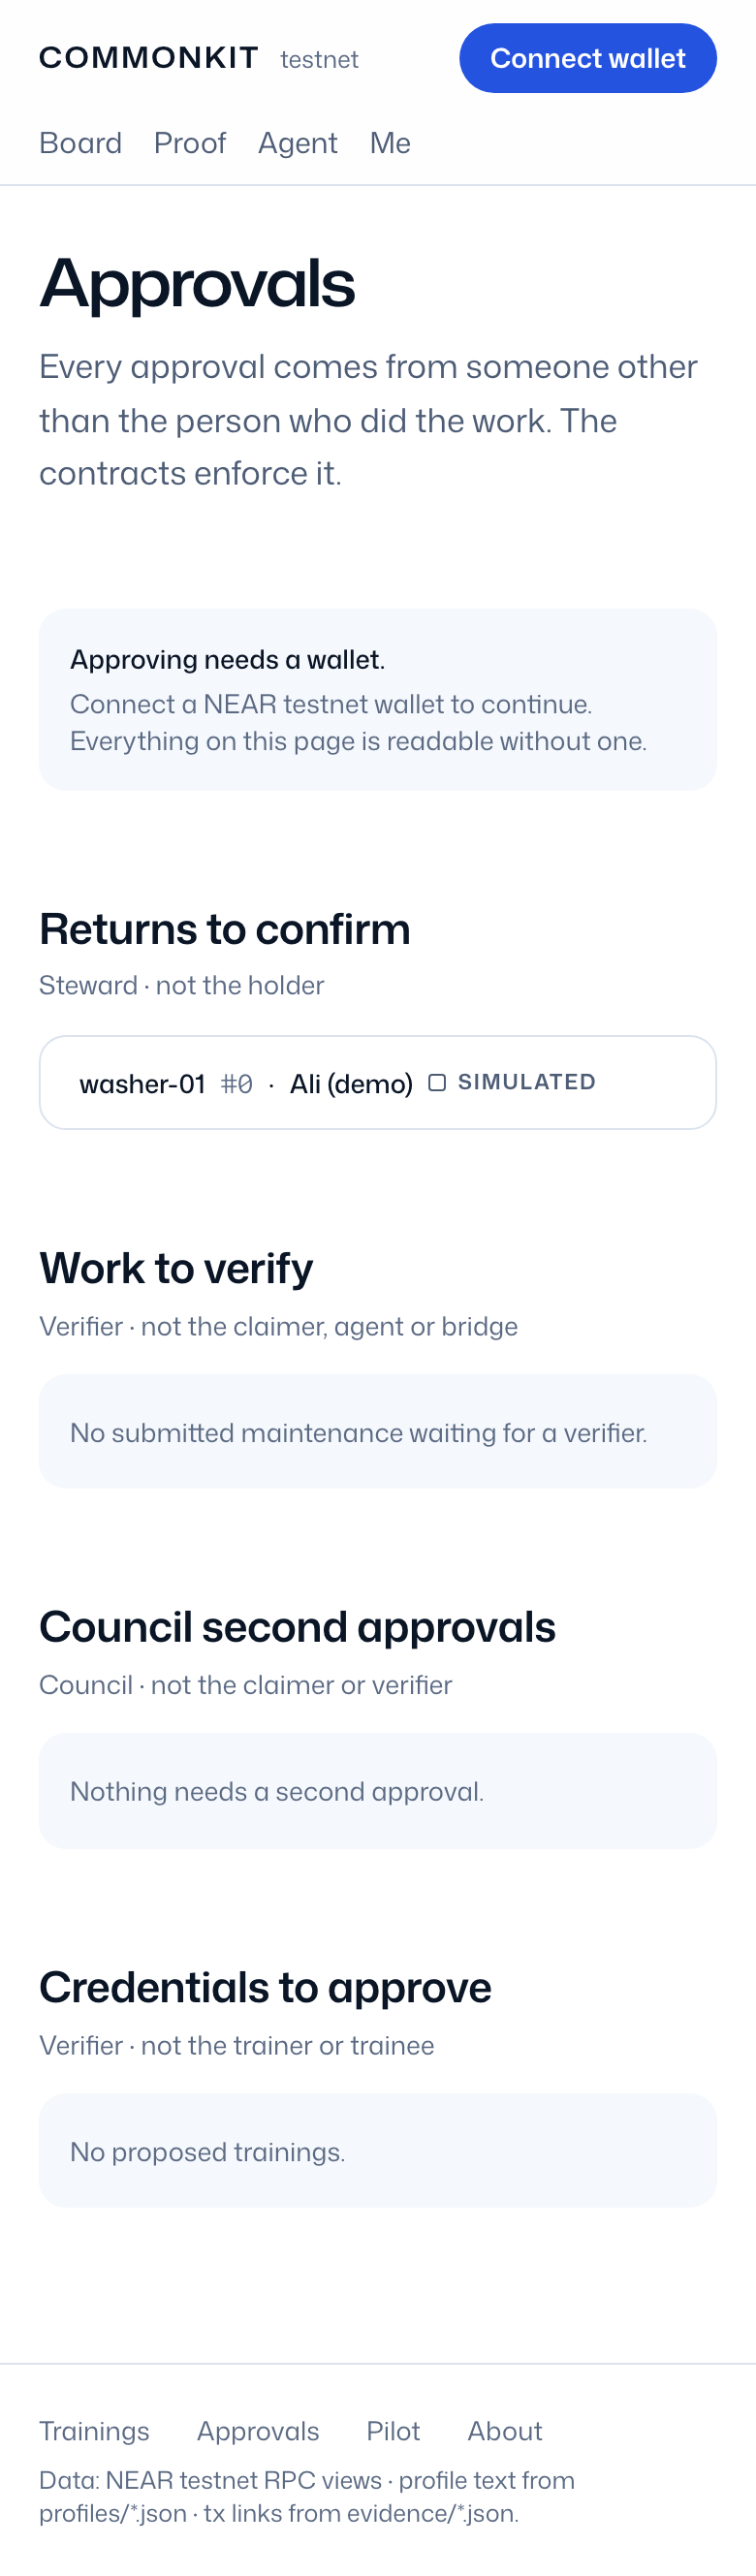 COMMONKIT testnet Connect wallet
Board Proof Agent Me
Approvals
Every approval comes from someone other
than the person who did the work. The
contracts enforce it.
Approving needs a wallet.
Connect a NEAR testnet wallet to continue.
Everything on this page is readable without one.
Returns to confirm
Steward · not the holder
washer-01 #0 · Ali (demo) SIMULATED
Work to verify
Verifier · not the claimer, agent or bridge
No submitted maintenance waiting for a verifier.
Council second approvals
Council · not the claimer or verifier
Nothing needs a second approval.
Credentials to approve
Verifier · not the trainer or trainee
No proposed trainings.
Trainings Approvals Pilot About
Data: NEAR testnet RPC views · profile text from
profiles/*.json · tx links from evidence/*.json.